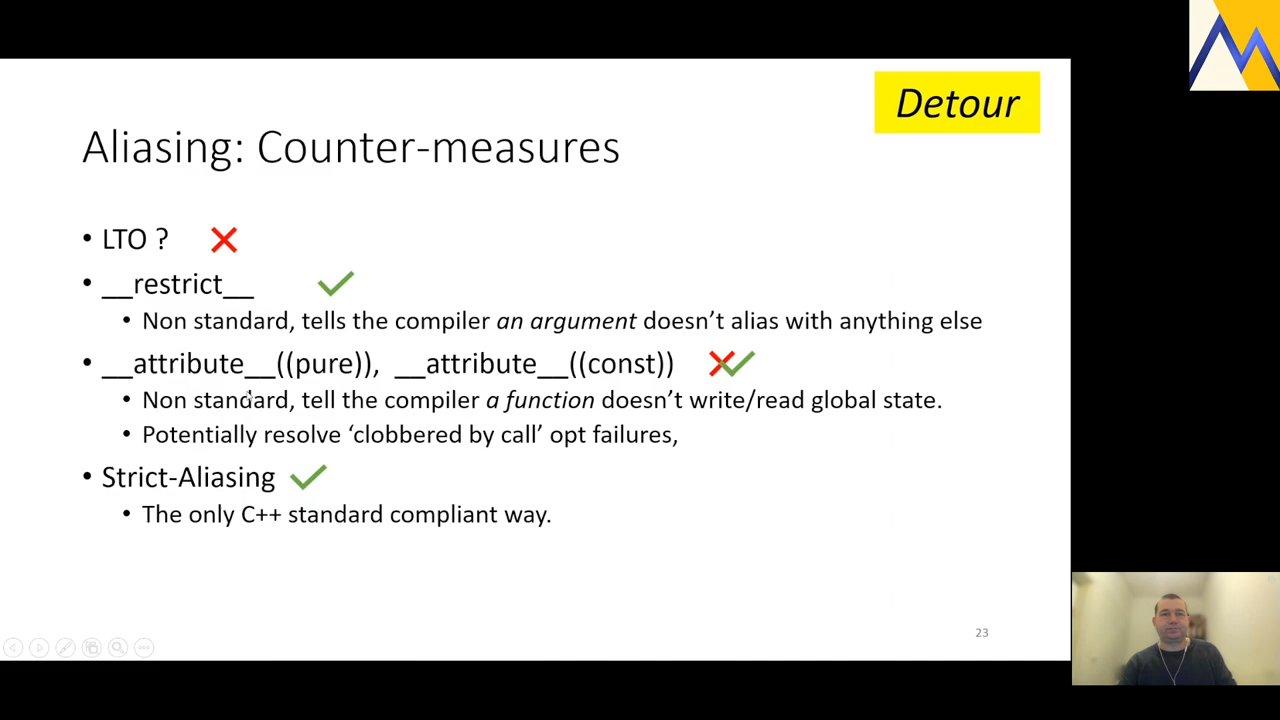 Detour
Aliasing: Counter-measures
• LTO ?
• __restrict__
• Non standard, tells the compiler an argument doesn’t alias with anything else
• __attribute__((pure)), __attribute__((const))
• Non standard, tell the compiler a function doesn’t write/read global state.
• Potentially resolve ‘clobbered by call’ opt failures,
• Strict-Aliasing
• The only C++ standard compliant way.
23